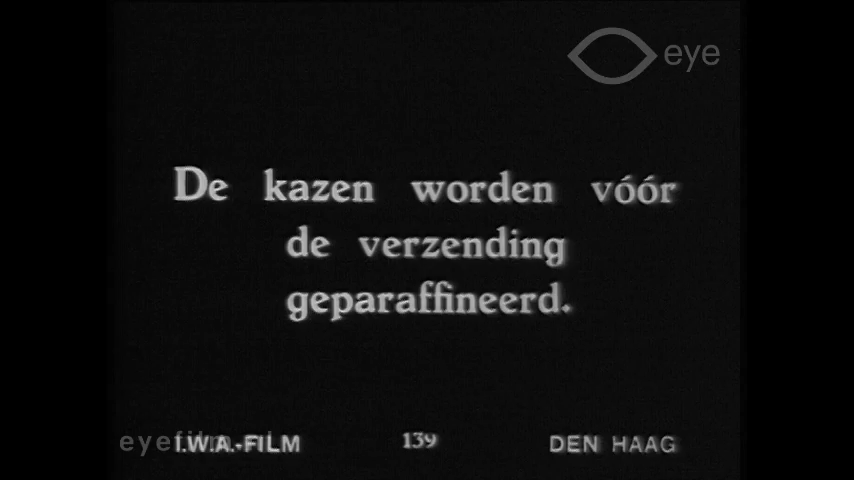 eye
De kazen worden vóór
de verzending
geparaffineerd.
I.W.A.-FILM 139 DEN HAAG